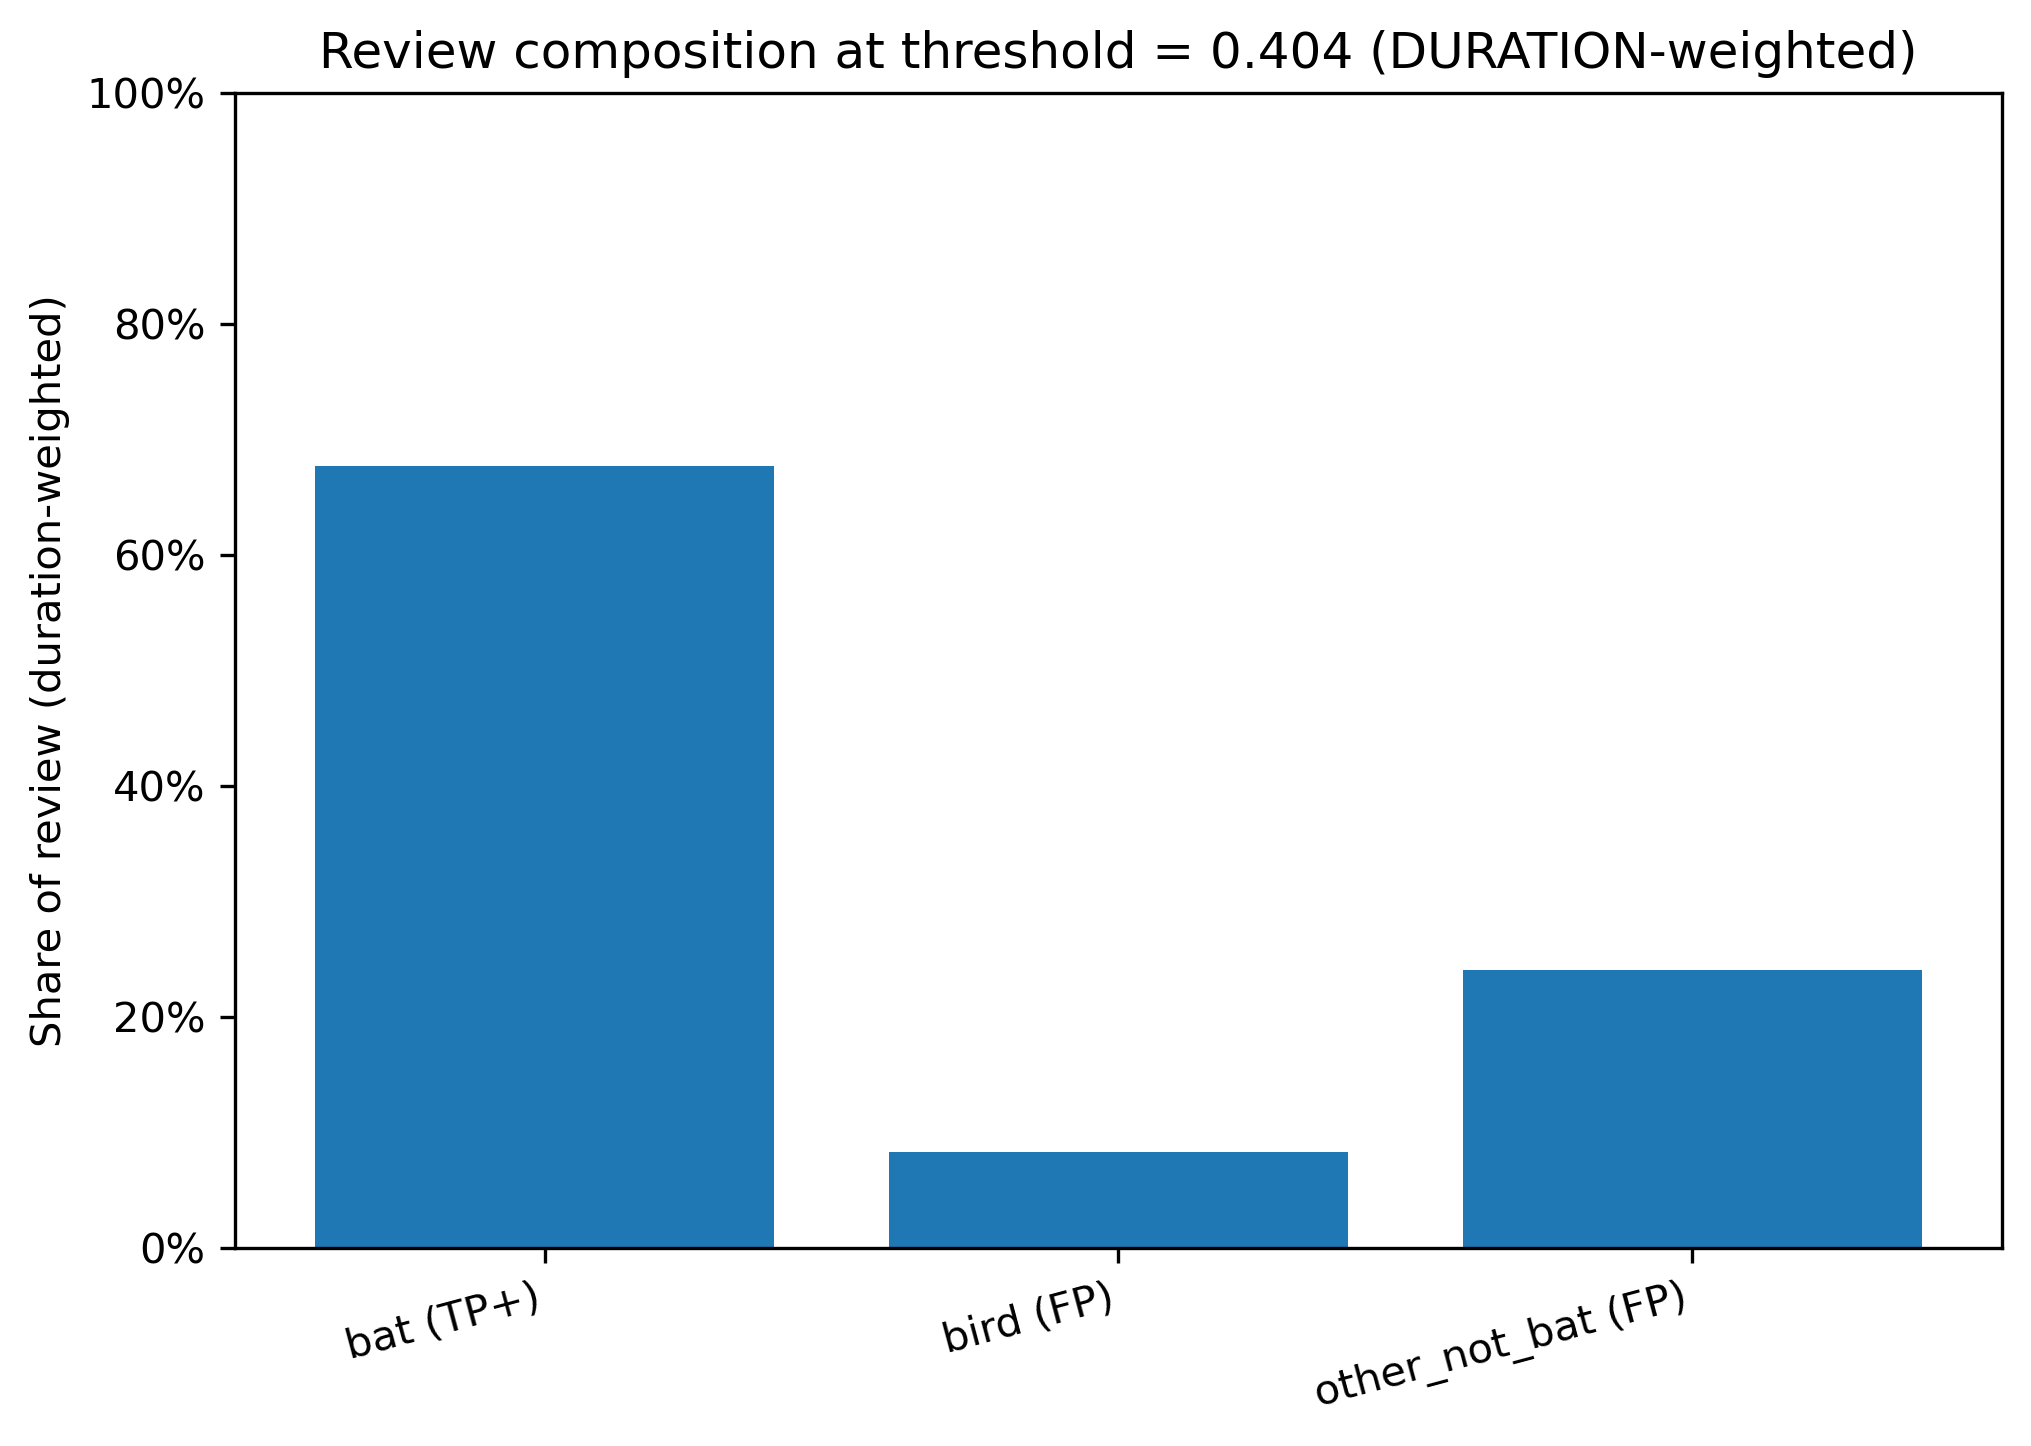 Review composition at threshold = 0.404 (DURATION-weighted)
Share of review (duration-weighted)
100%
80%
60%
40%
20%
0%
bat (TP+)
bird (FP)
other_not_bat (FP)